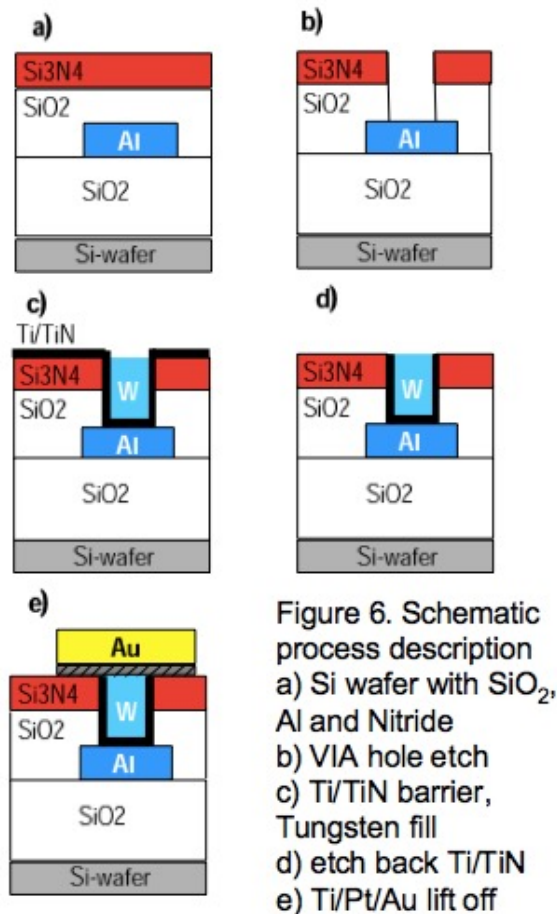 a)
Si3N4
SiO2
Al
SiO2
Si-wafer
b)
Si3N4
SiO2
Al
SiO2
Si-wafer
c)
Ti/TiN
Si3N4
W
SiO2
Al
SiO2
Si-wafer
d)
Si3N4
W
SiO2
Al
SiO2
Si-wafer
e)
Au
Si3N4
W
SiO2
Al
SiO2
Si-wafer
Figure 6. Schematic
process description
a) Si wafer with SiO₂,
Al and Nitride
b) VIA hole etch
c) Ti/TiN barrier,
Tungsten fill
d) etch back Ti/TiN
e) Ti/Pt/Au lift off